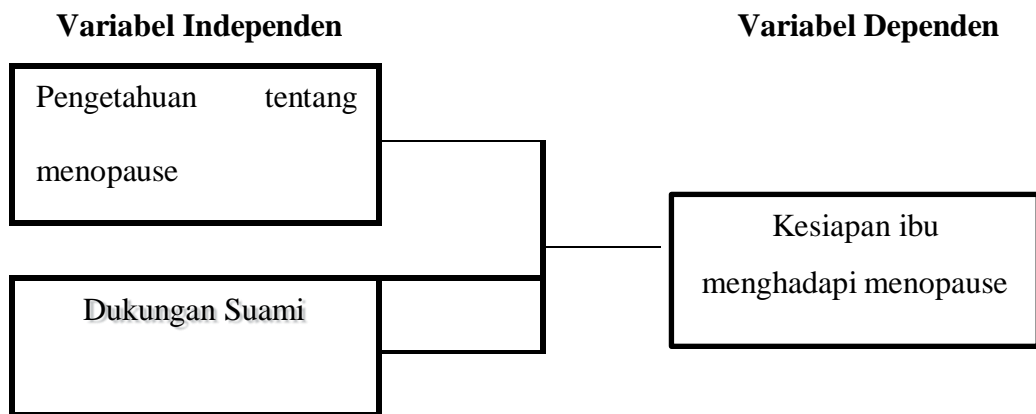 Variabel Independen
Variabel Dependen
Pengetahuan tentang
menopause
Dukungan Suami
Kesiapan ibu
menghadapi menopause